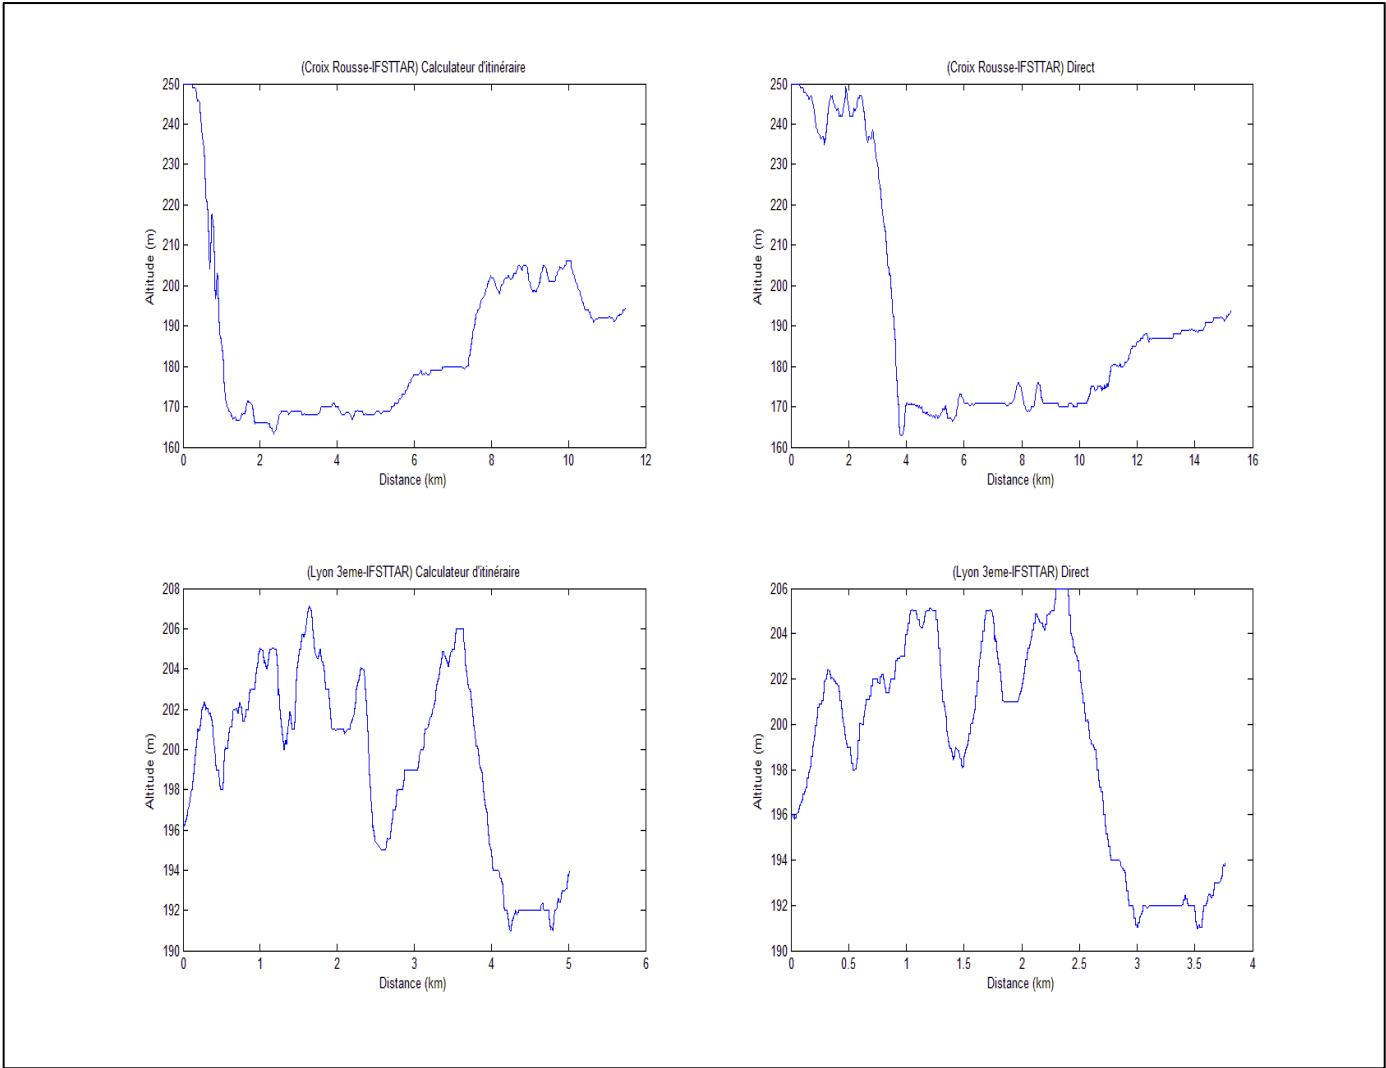 (Croix Rousse-IFSTTAR) Calculateur d'itinéraire
250
240
230
220
210
200
190
180
170
160
Altitude (m)
0 2 4 6 8 10 12
Distance (km)
(Croix Rousse-IFSTTAR) Direct
250
240
230
220
210
200
190
180
170
160
Altitude (m)
0 2 4 6 8 10 12 14 16
Distance (km)
(Lyon 3eme-IFSTTAR) Calculateur d'itinéraire
208
206
204
202
200
198
196
194
192
190
Altitude (m)
0 1 2 3 4 5 6
Distance (km)
(Lyon 3eme-IFSTTAR) Direct
206
204
202
200
198
196
194
192
190
Altitude (m)
0 0.5 1 1.5 2 2.5 3 3.5 4
Distance (km)